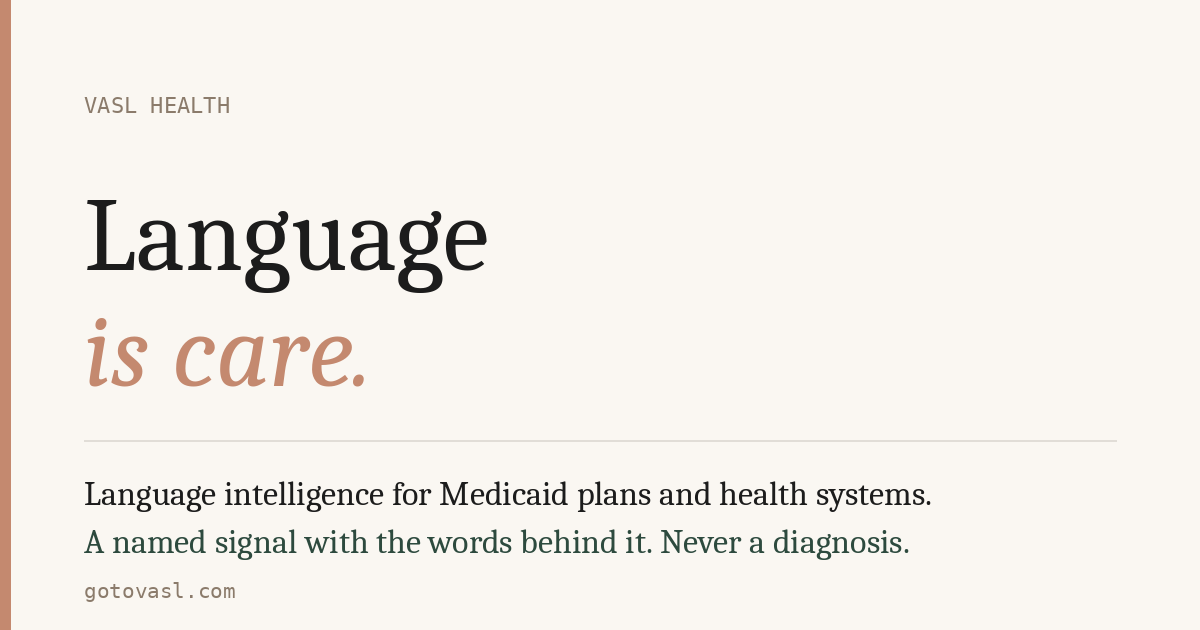 VASL HEALTH
Language
is care.
Language intelligence for Medicaid plans and health systems.
A named signal with the words behind it. Never a diagnosis.
gotovasl.com